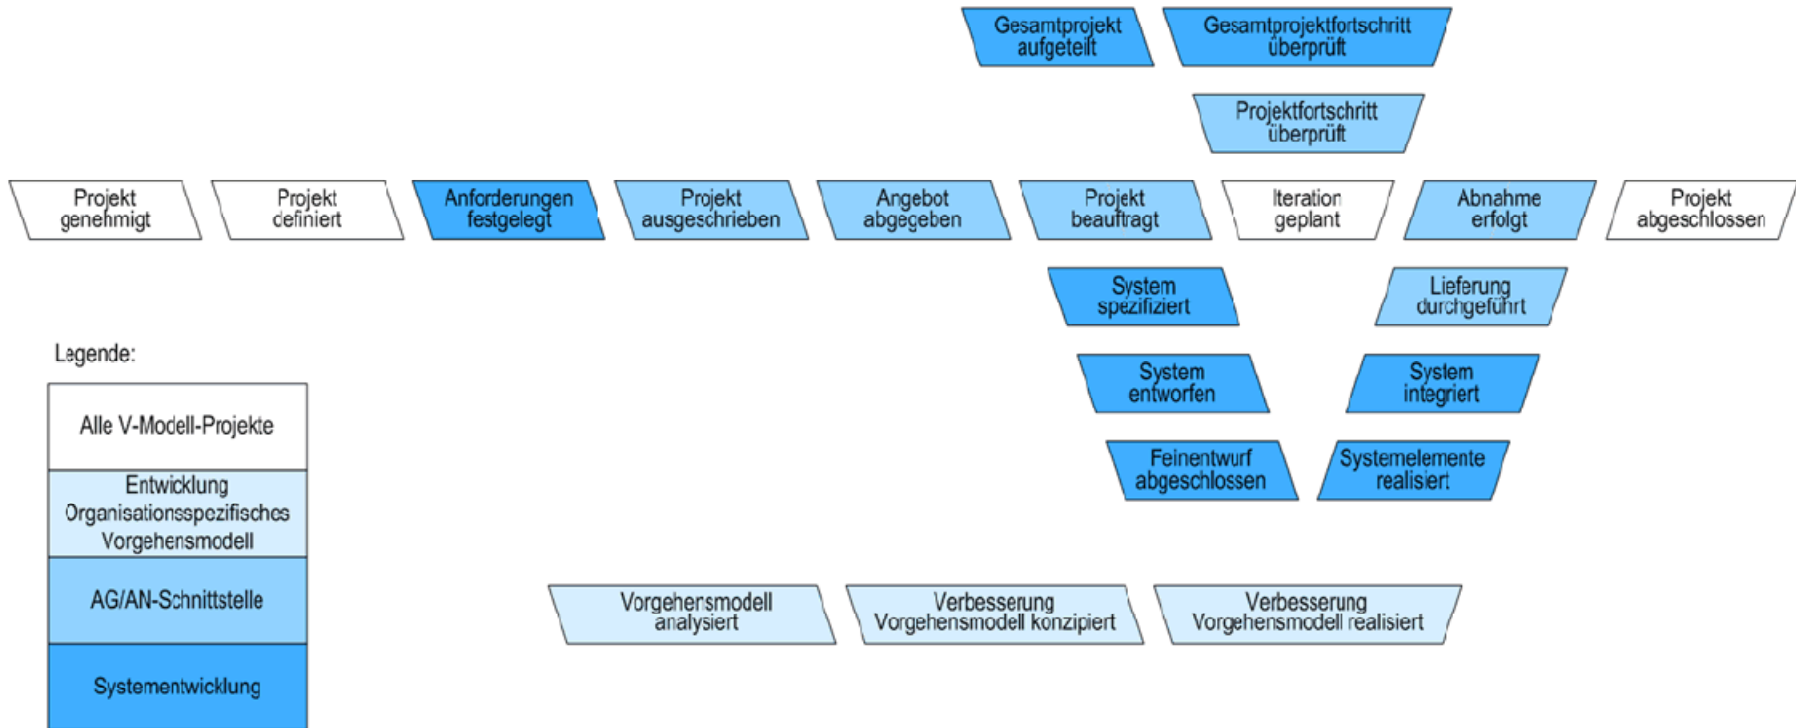 Gesamtprojekt
aufgeteilt
Gesamtprojektfortschritt
überprüft
Projektfortschritt
überprüft
Projekt
genehmigt
Projekt
definiert
Anforderungen
festgelegt
Projekt
ausgeschrieben
Angebot
abgegeben
Projekt
beauftragt
Iteration
geplant
Abnahme
erfolgt
Projekt
abgeschlossen
System
spezifiziert
Lieferung
durchgeführt
System
entworfen
System
integriert
Feinentwurf
abgeschlossen
Systemelemente
realisiert
Vorgehensmodell
analysiert
Verbesserung
Vorgehensmodell konzipiert
Verbesserung
Vorgehensmodell realisiert
Legende:
Alle V-Modell-Projekte
Entwicklung
Organisationsspezifisches
Vorgehensmodell
AG/AN-Schnittstelle
Systementwicklung